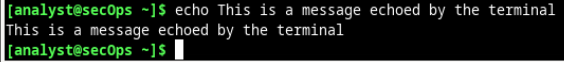 [analyst@secOps ~]$ echo This is a message echoed by the terminal
This is a message echoed by the terminal
[analyst@secOps ~]$